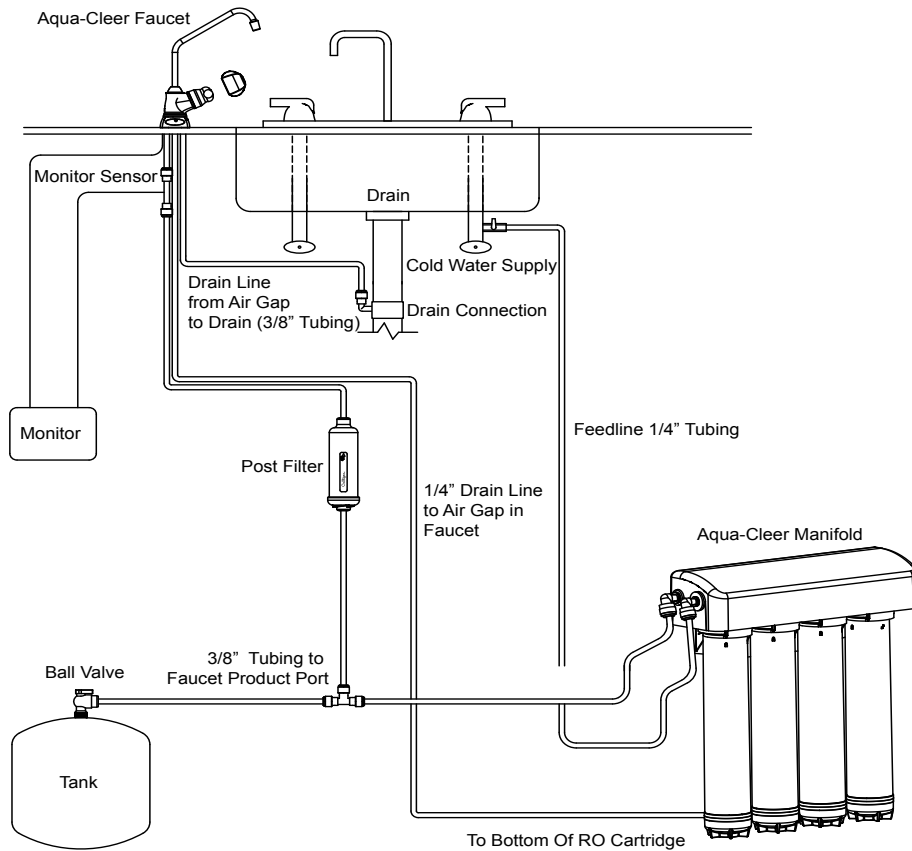 Aqua-Cleer Faucet
Monitor Sensor
Drain
Cold Water Supply
Drain Line
from Air Gap
to Drain (3/8” Tubing)
Drain Connection
Monitor
Feedline 1/4” Tubing
Post Filter
1/4” Drain Line
to Air Gap in
Faucet
Aqua-Cleer Manifold
3/8” Tubing to
Faucet Product Port
Ball Valve
Tank
To Bottom Of RO Cartridge